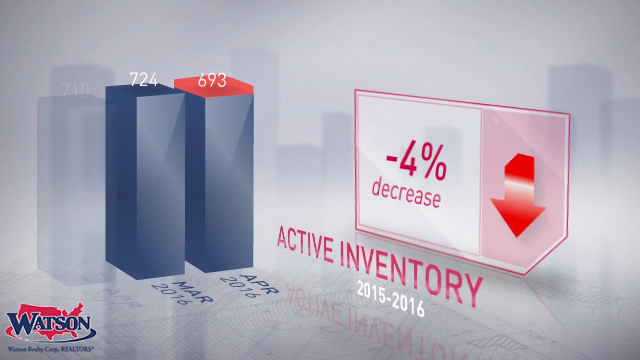 710
724
693
MAR
2016
APR
2016
-4%
decrease
ACTIVE INVENTORY
2015-2016
WATSON
Watson Realty Corp, REALTORS®